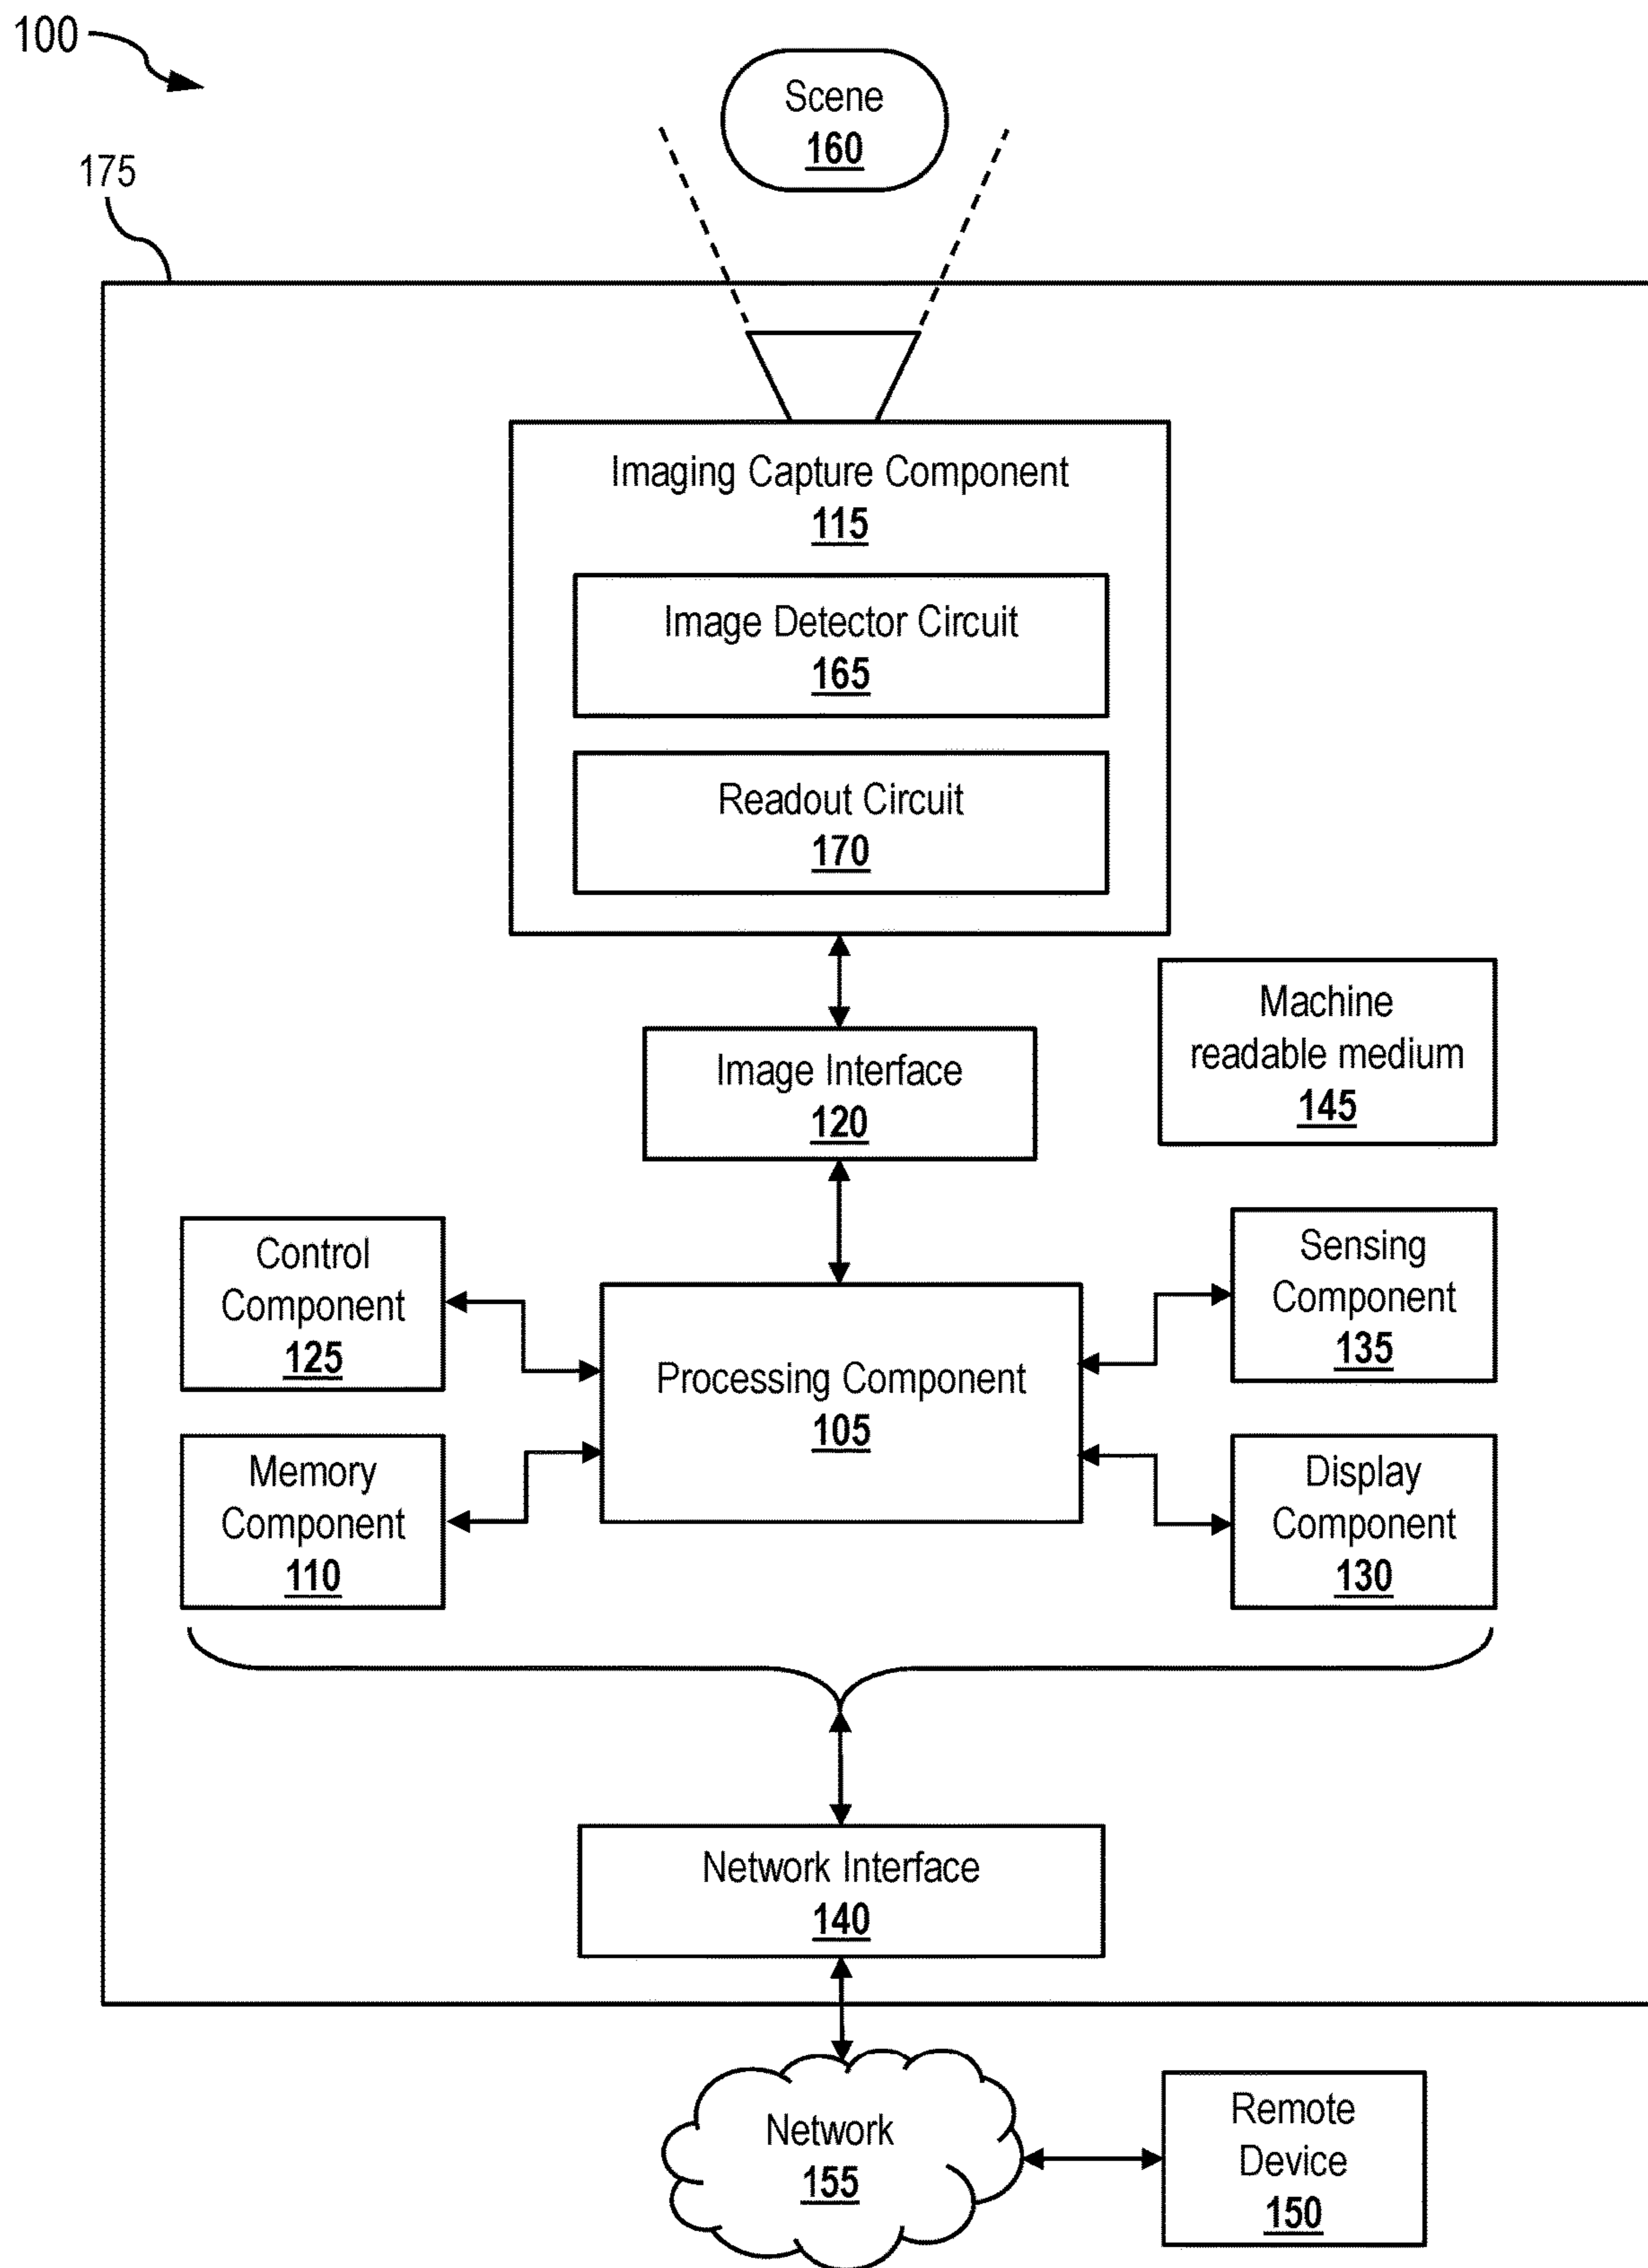 100
Scene
160
175
Imaging Capture Component
115
Image Detector Circuit
165
Readout Circuit
170
Machine
readable medium
145
Image Interface
120
Control
Component
125
Sensing
Component
135
Processing Component
105
Memory
Component
110
Display
Component
130
Network Interface
140
Network
155
Remote
Device
150